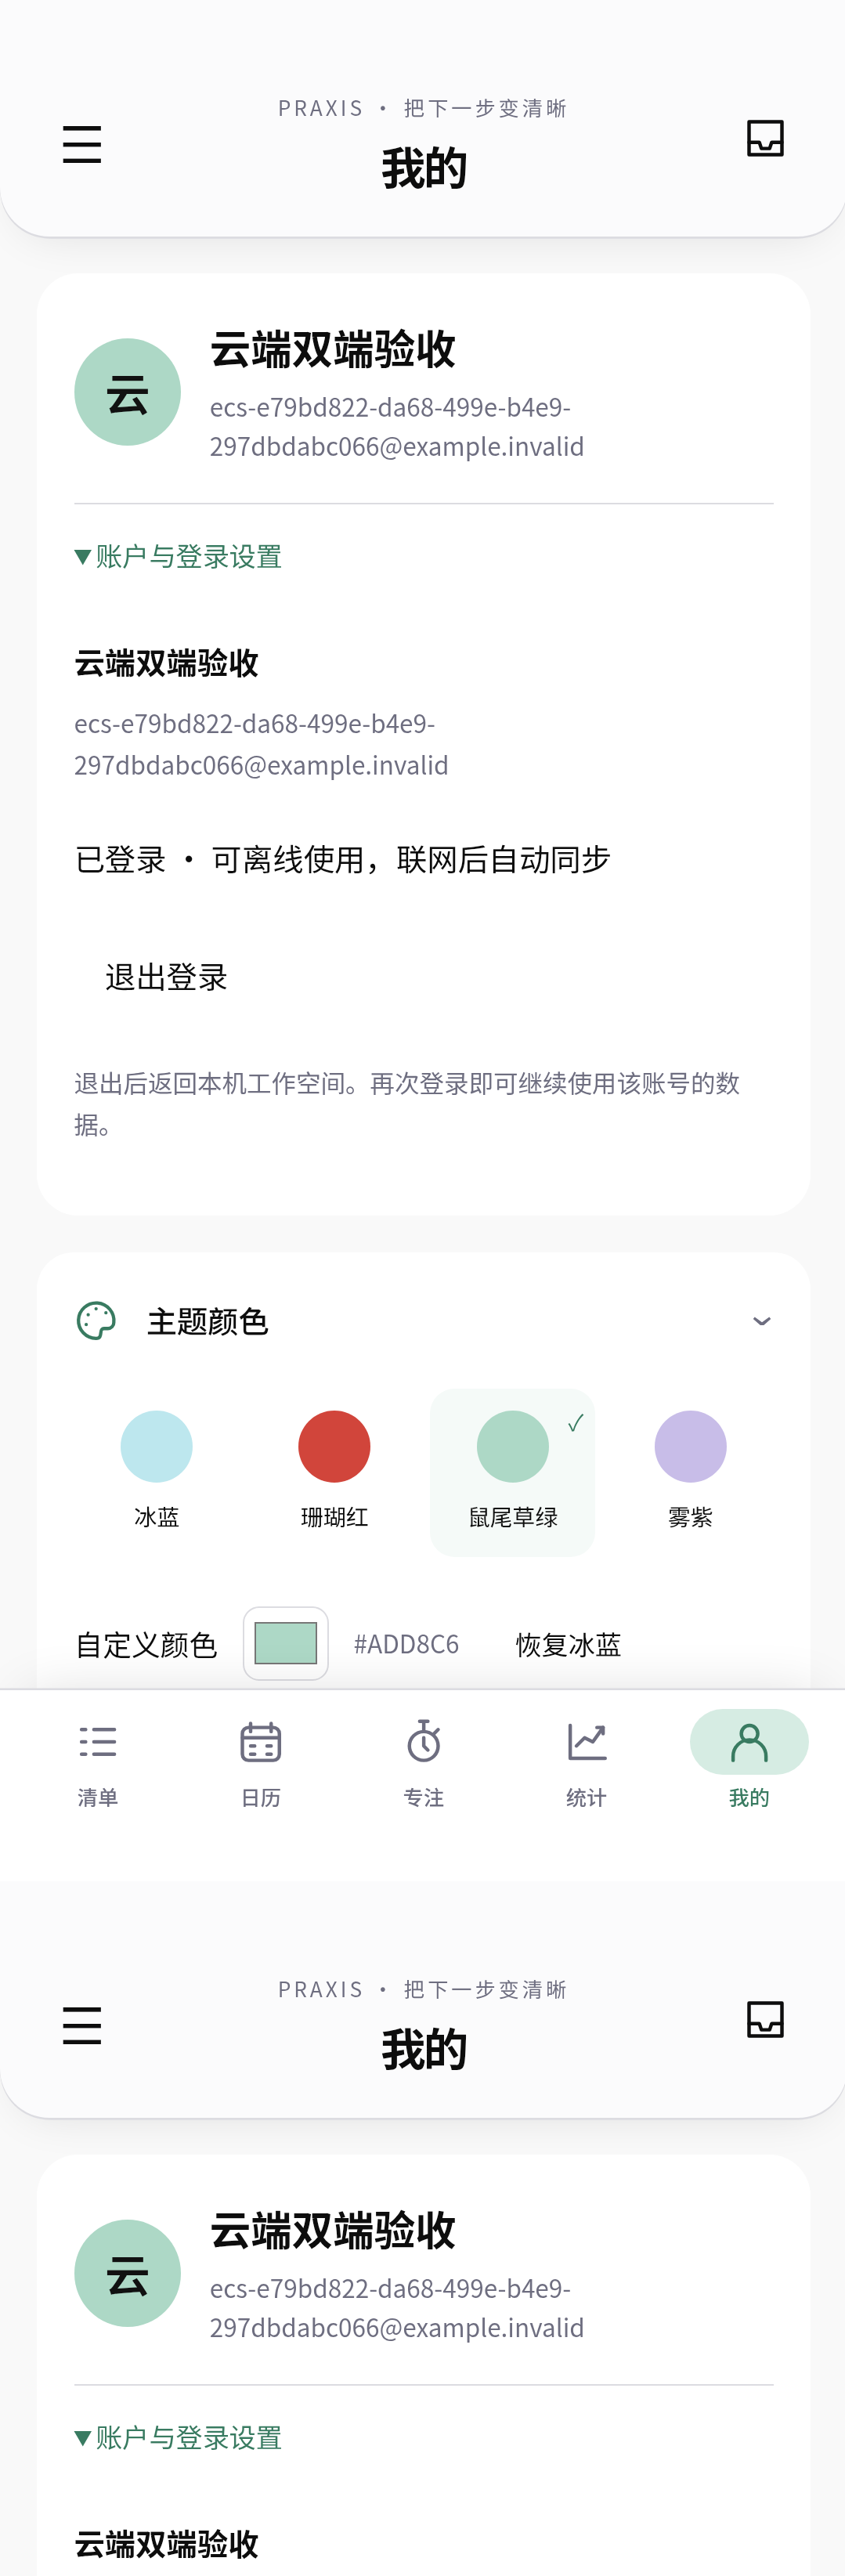 PRAXIS · 把下一步变清晰
我的
云
云端双端验收
ecs-e79bd822-da68-499e-b4e9-
297dbdabc066@example.invalid
▼账户与登录设置
云端双端验收
ecs-e79bd822-da68-499e-b4e9-
297dbdabc066@example.invalid
已登录 · 可离线使用，联网后自动同步
退出登录
退出后返回本机工作空间。再次登录即可继续使用该账号的数
据。
主题颜色
冰蓝
珊瑚红
鼠尾草绿
✓
雾紫
自定义颜色 #ADD8C6 恢复冰蓝
清单
日历
专注
统计
我的
PRAXIS · 把下一步变清晰
我的
云
云端双端验收
ecs-e79bd822-da68-499e-b4e9-
297dbdabc066@example.invalid
▼账户与登录设置
云端双端验收